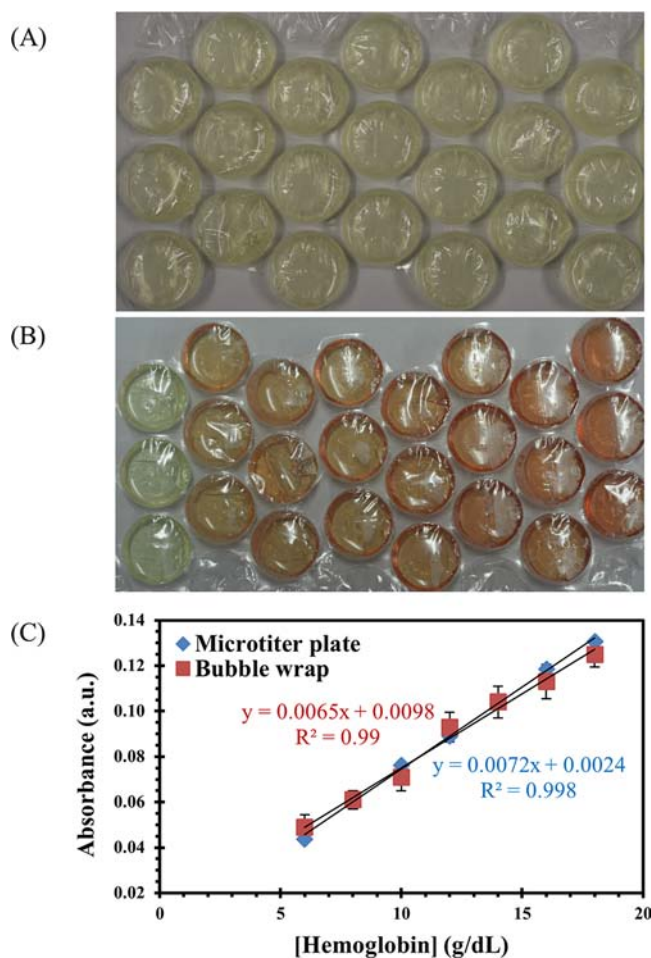 (A)
(B)
(C)
0.14
0.12
0.10
0.08
0.06
0.04
0.02
Absorbance (a.u.)
Microtiter plate
Bubble wrap
y = 0.0065x + 0.0098
R² = 0.99
y = 0.0072x + 0.0024
R² = 0.998
0 5 10 15 20
[Hemoglobin] (g/dL)